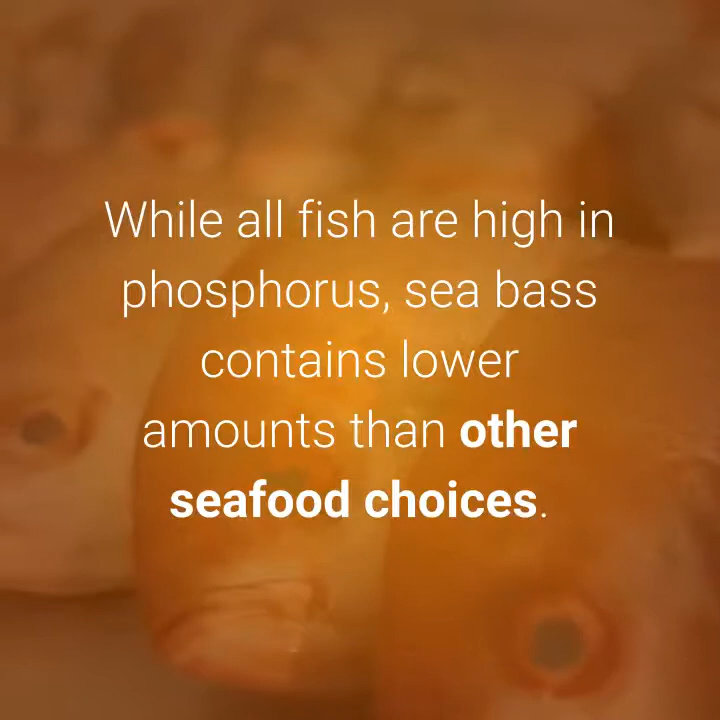 While all fish are high in
phosphorus, sea bass
contains lower
amounts than other
seafood choices.